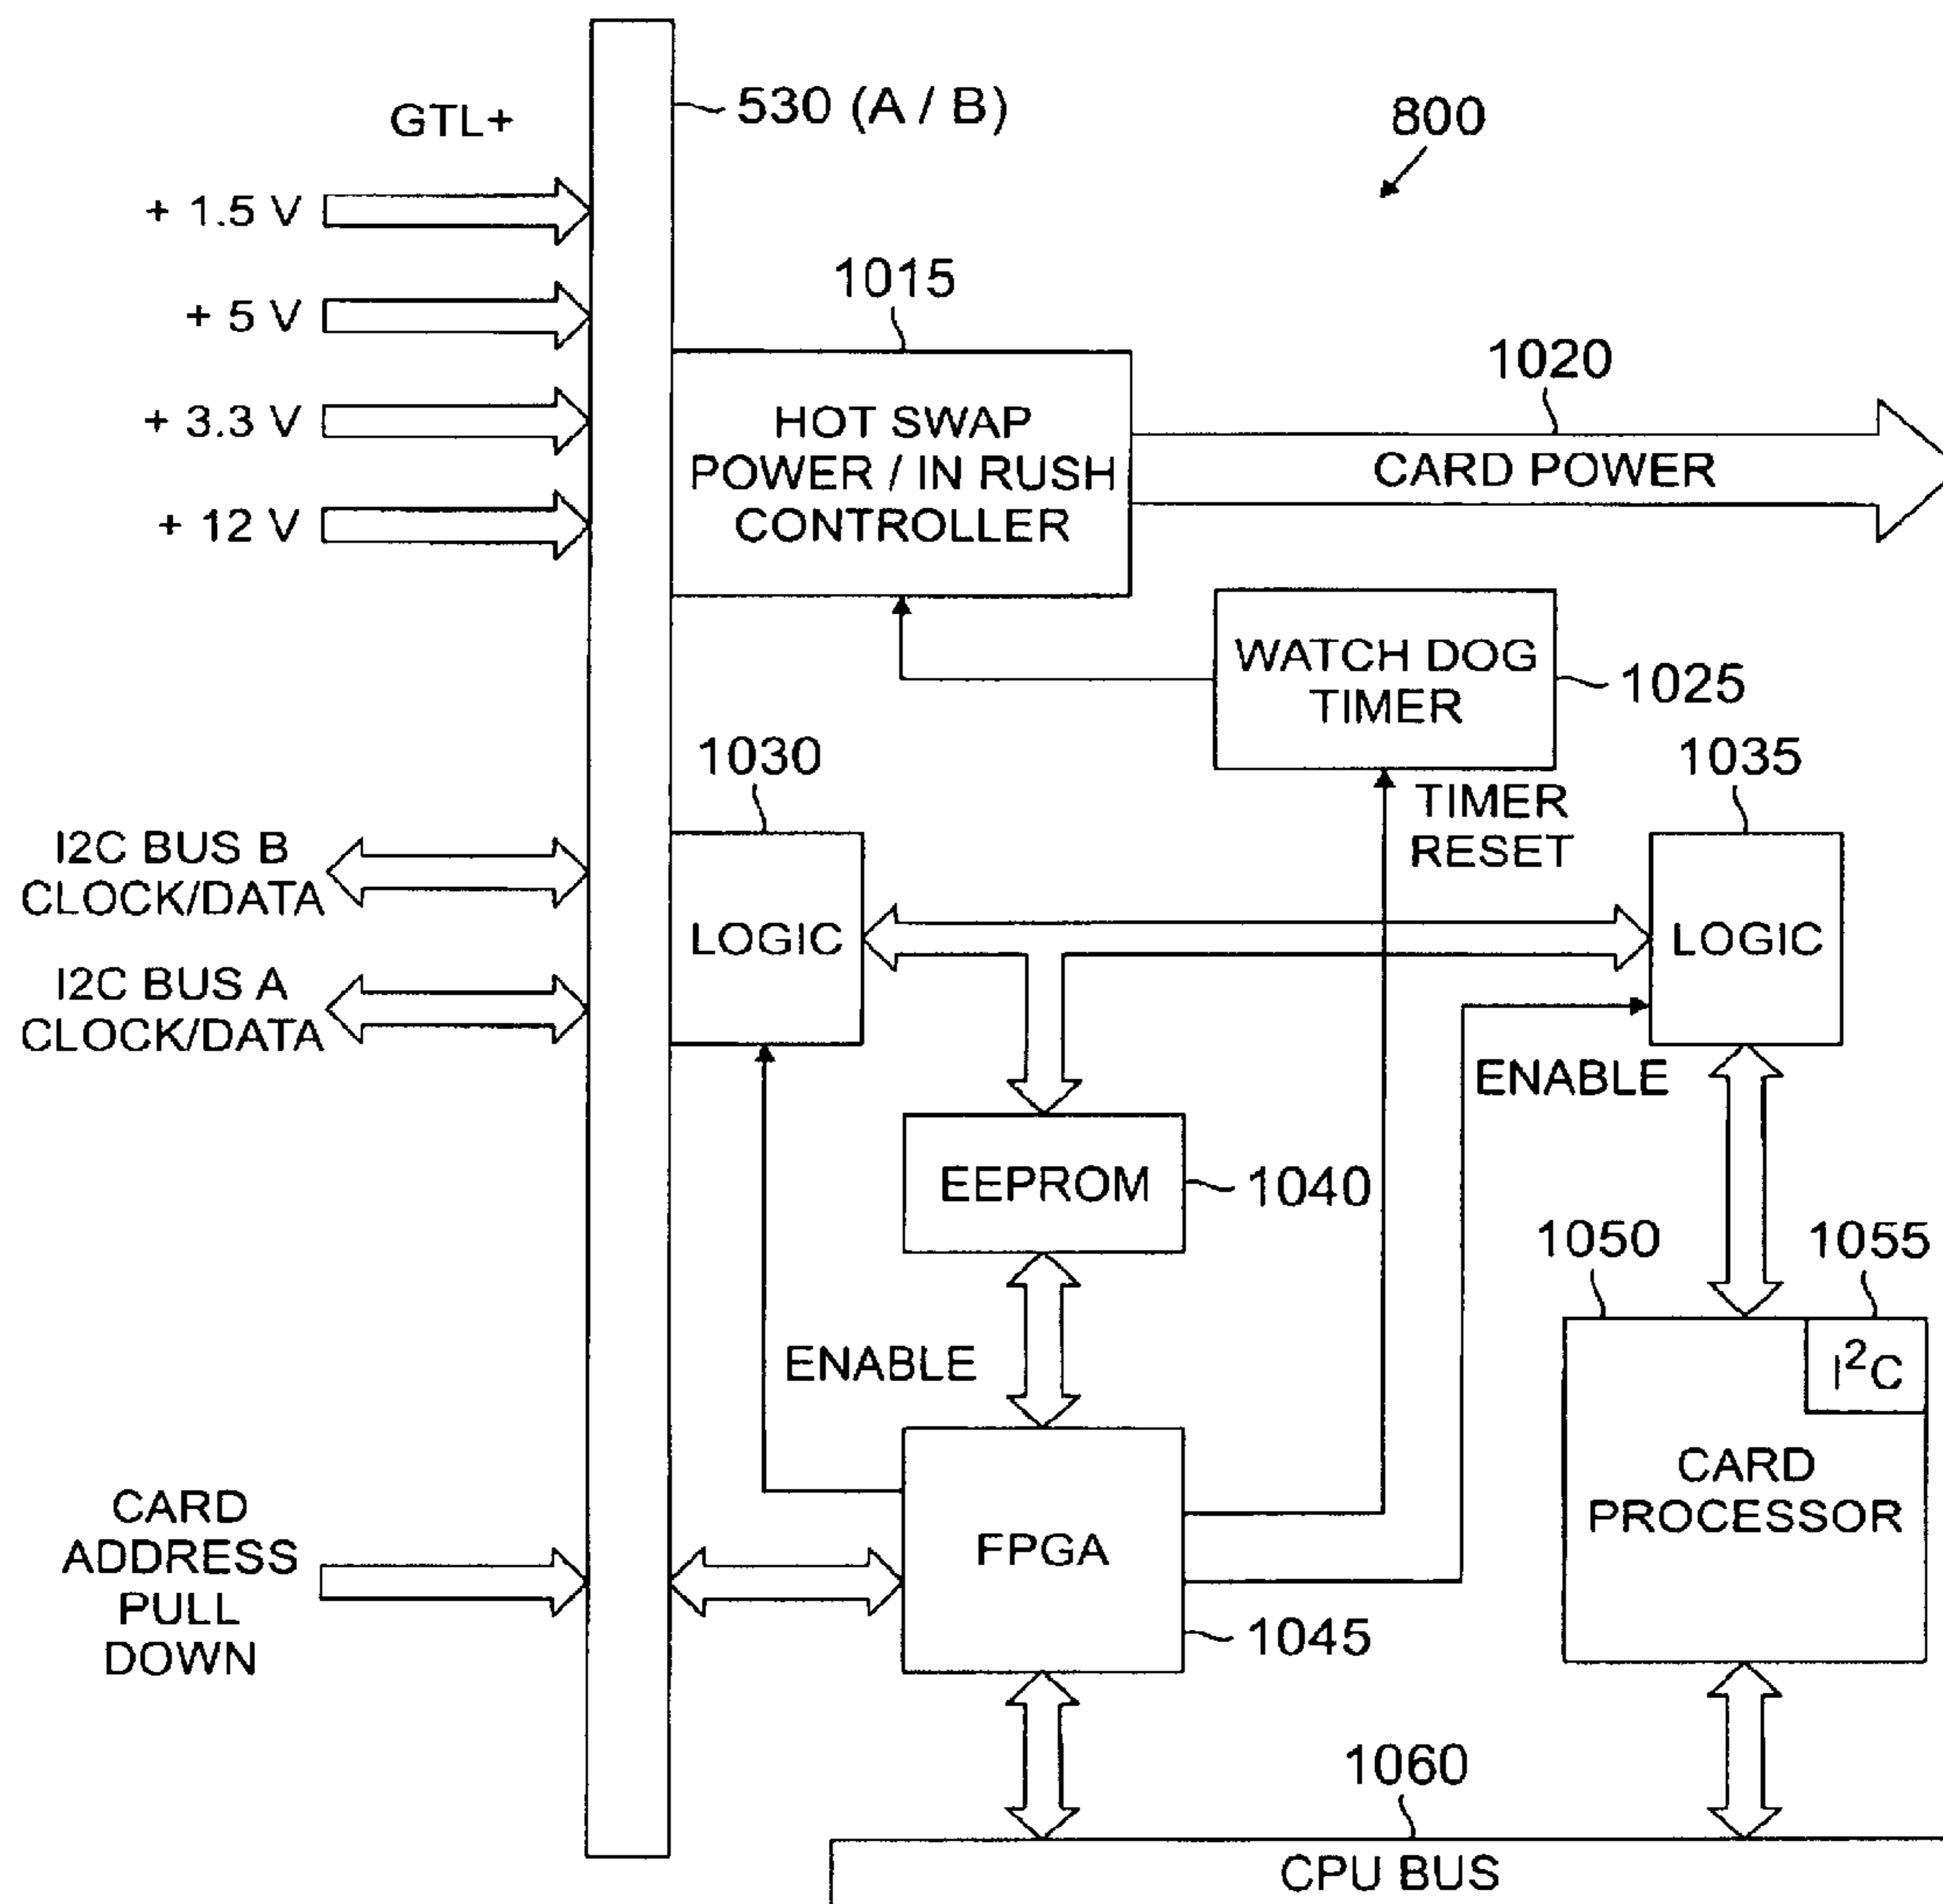 GTL+
530 (A / B)
800
+ 1.5 V
+ 5 V
+ 3.3 V
+ 12 V
1015
HOT SWAP
POWER / IN RUSH
CONTROLLER
1020
CARD POWER
WATCH DOG
TIMER
1025
TIMER
RESET
1030
LOGIC
1035
LOGIC
I2C BUS B
CLOCK/DATA
I2C BUS A
CLOCK/DATA
ENABLE
EEPROM
1040
1050
1055
I²C
CARD
PROCESSOR
ENABLE
FPGA
1045
CARD
ADDRESS
PULL
DOWN
1060
CPU BUS